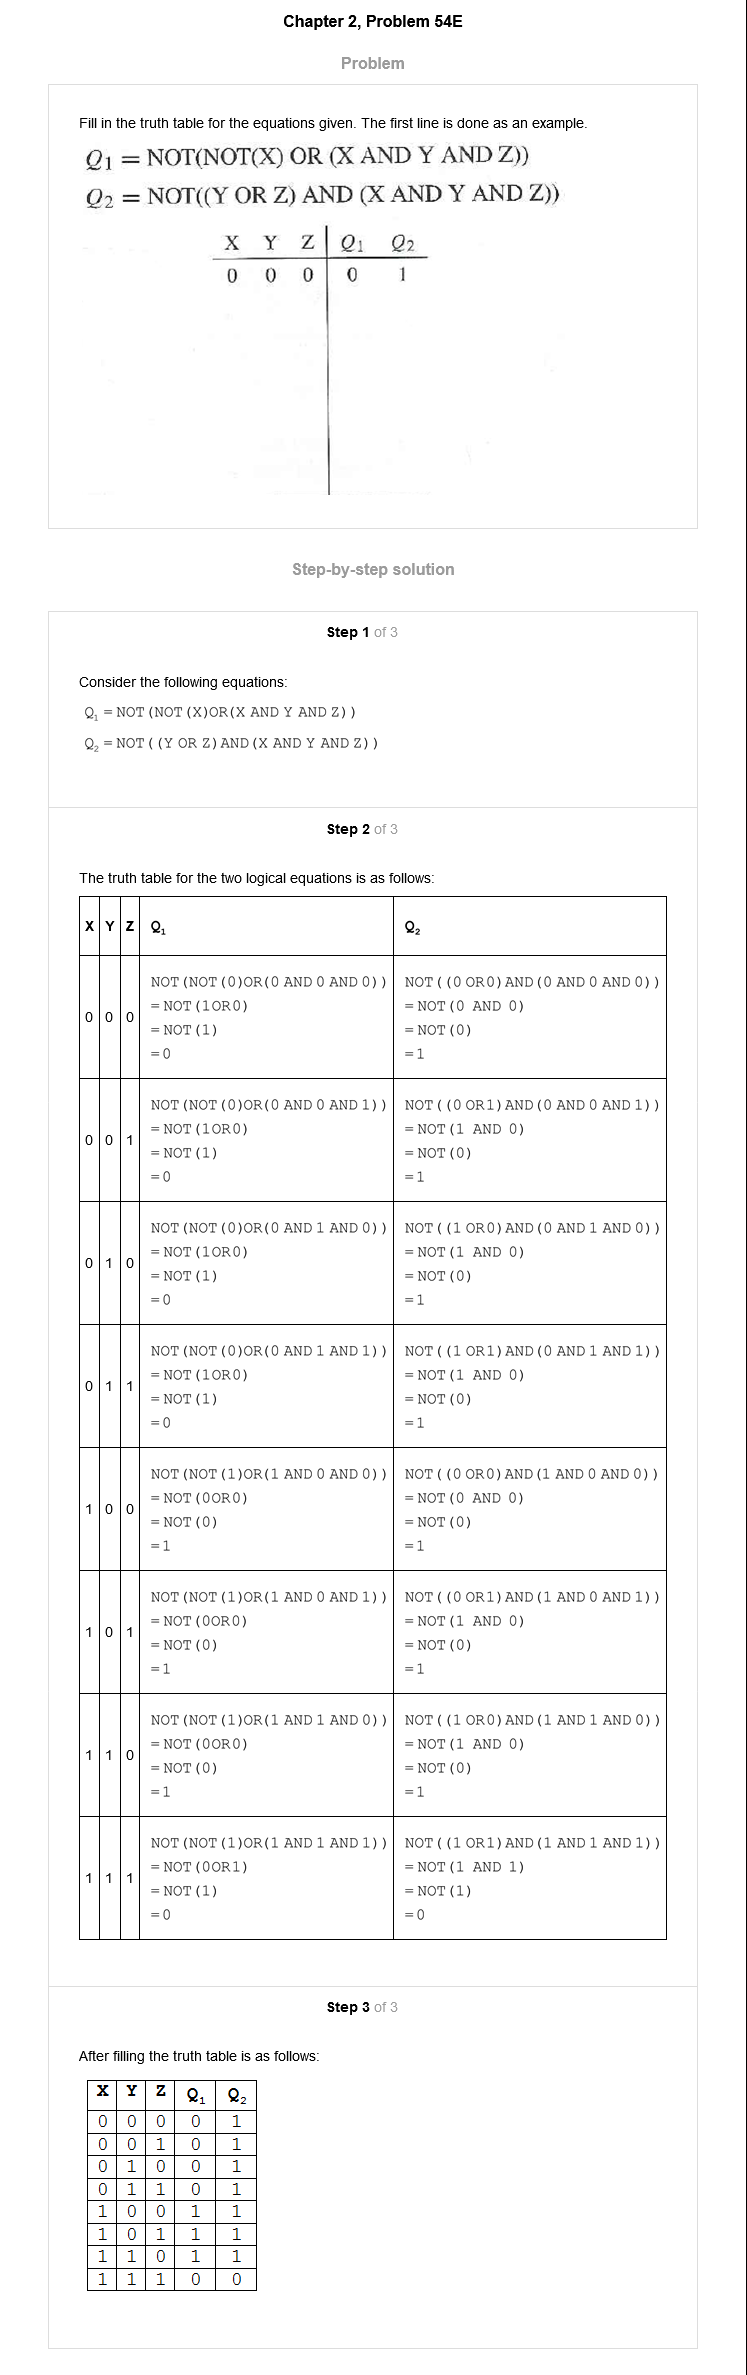 Chapter 2, Problem 54E
Problem
Fill in the truth table for the equations given. The first line is done as an example.
Q1 = NOT(NOT(X) OR (X AND Y AND Z))
Q2 = NOT((Y OR Z) AND (X AND Y AND Z))
X Y Z Q1 Q2
0 0 0 0 1
Step-by-step solution
Step 1 of 3
Consider the following equations:
Q1 = NOT (NOT (X)OR(X AND Y AND Z))
Q2 = NOT ((Y OR Z) AND (X AND Y AND Z))
Step 2 of 3
The truth table for the two logical equations is as follows:
X Y Z Q1 Q2
NOT (NOT (0)OR(0 AND 0 AND 0)) NOT ((0 OR0) AND (0 AND 0 AND 0))
= NOT (1OR0) = NOT (0 AND 0)
0 0 0
= NOT (1) = NOT (0)
=0 =1
NOT (NOT (0)OR(0 AND 0 AND 1)) NOT ((0 OR1) AND (0 AND 0 AND 1))
= NOT (1OR0) = NOT (1 AND 0)
0 0 1
= NOT (1) = NOT (0)
=0 =1
NOT (NOT (0)OR(0 AND 1 AND 0)) NOT ((1 OR0) AND (0 AND 1 AND 0))
= NOT (1OR0) = NOT (1 AND 0)
0 1 0
= NOT (1) = NOT (0)
=0 =1
NOT (NOT (0)OR(0 AND 1 AND 1)) NOT ((1 OR1) AND (0 AND 1 AND 1))
= NOT (1OR0) = NOT (1 AND 0)
0 1 1
= NOT (1) = NOT (0)
=0 =1
NOT (NOT (1)OR(1 AND 0 AND 0)) NOT ((0 OR0) AND (1 AND 0 AND 0))
= NOT (0OR0) = NOT (0 AND 0)
1 0 0
= NOT (0) = NOT (0)
=1 =1
NOT (NOT (1)OR(1 AND 0 AND 1)) NOT ((0 OR1) AND (1 AND 0 AND 1))
= NOT (0OR0) = NOT (1 AND 0)
1 0 1
= NOT (0) = NOT (0)
=1 =1
NOT (NOT (1)OR(1 AND 1 AND 0)) NOT ((1 OR0) AND (1 AND 1 AND 0))
= NOT (0OR0) = NOT (1 AND 0)
1 1 0
= NOT (0) = NOT (0)
=1 =1
NOT (NOT (1)OR(1 AND 1 AND 1)) NOT ((1 OR1) AND (1 AND 1 AND 1))
= NOT (0OR1) = NOT (1 AND 1)
1 1 1
= NOT (1) = NOT (1)
=0 =0
Step 3 of 3
After filling the truth table is as follows:
X Y Z Q1 Q2
0 0 0 0 1
0 0 1 0 1
0 1 0 0 1
0 1 1 0 1
1 0 0 1 1
1 0 1 1 1
1 1 0 1 1
1 1 1 0 0